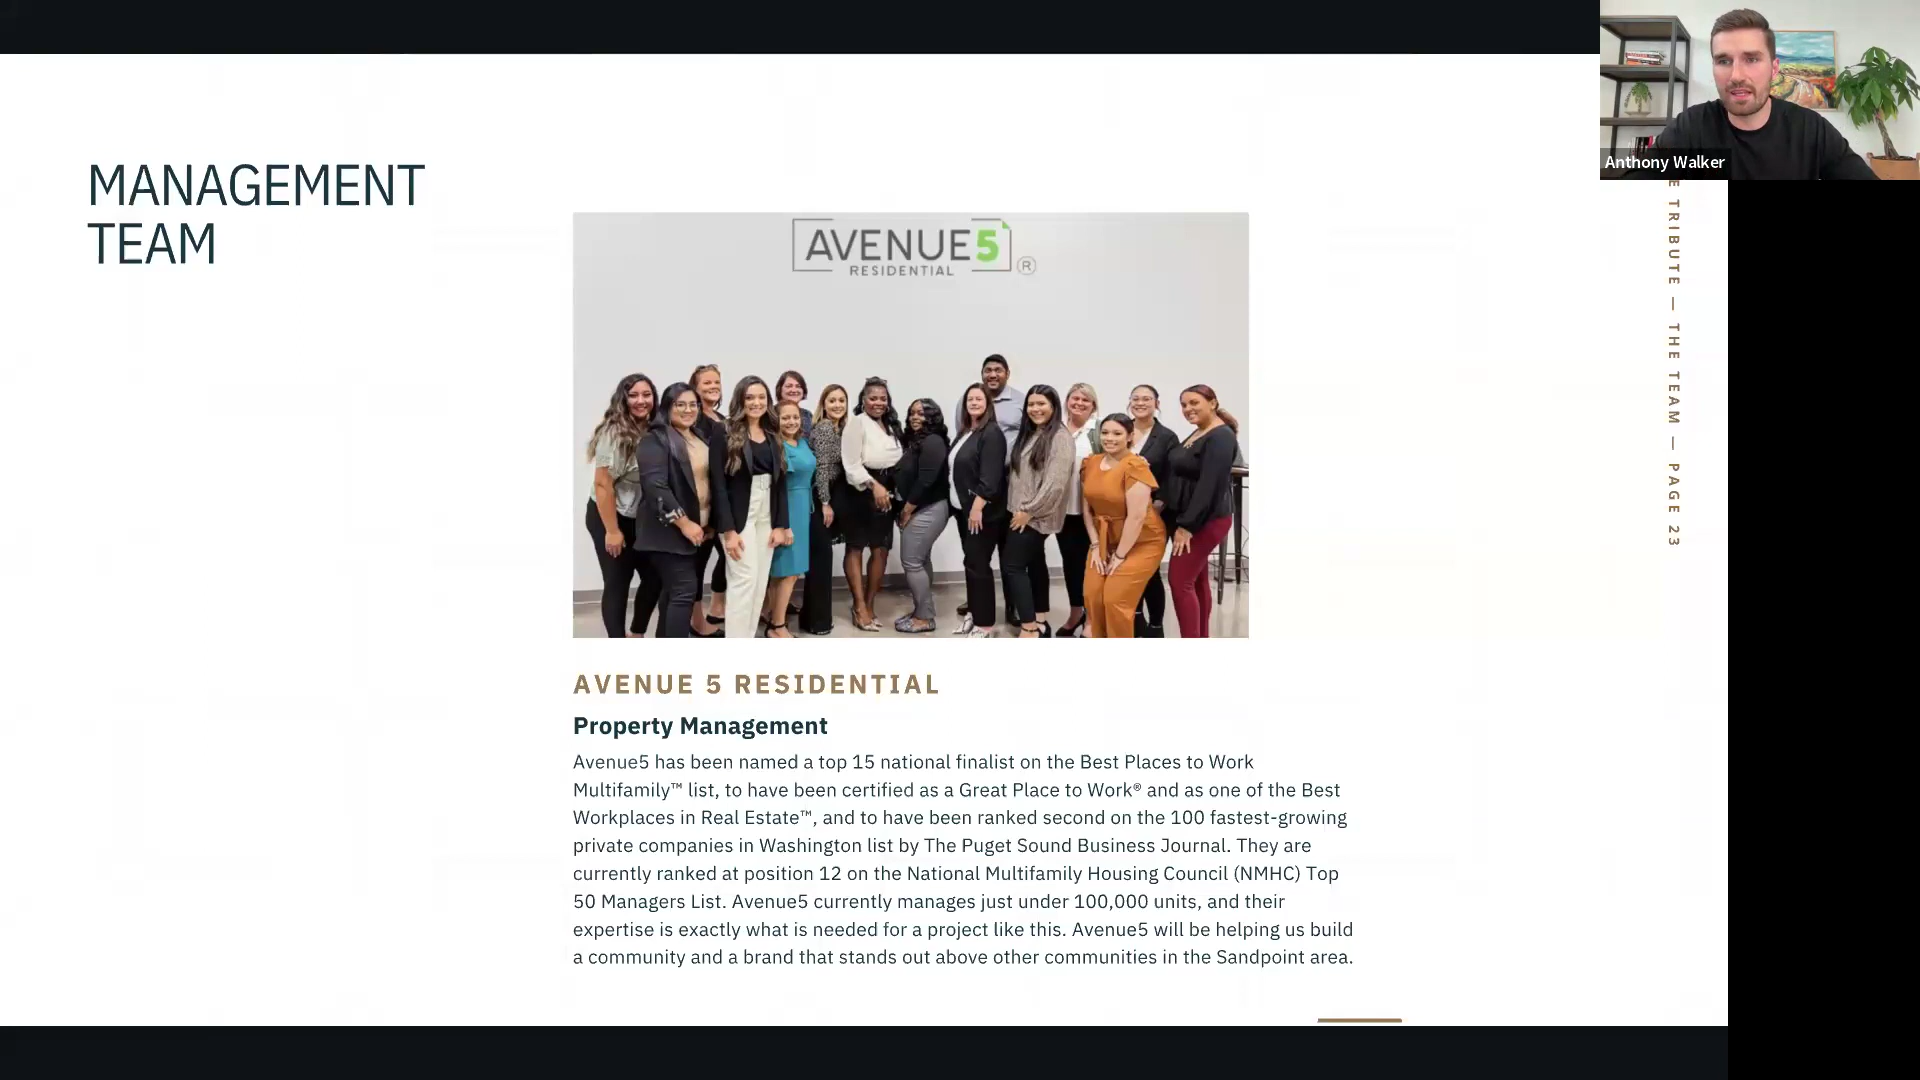 MANAGEMENT
TEAM
AVENUE5
RESIDENTIAL
®
AVENUE 5 RESIDENTIAL
Property Management
Avenue5 has been named a top 15 national finalist on the Best Places to Work
Multifamily™ list, to have been certified as a Great Place to Work® and as one of the Best
Workplaces in Real Estate™, and to have been ranked second on the 100 fastest-growing
private companies in Washington list by The Puget Sound Business Journal. They are
currently ranked at position 12 on the National Multifamily Housing Council (NMHC) Top
50 Managers List. Avenue5 currently manages just under 100,000 units, and their
expertise is exactly what is needed for a project like this. Avenue5 will be helping us build
a community and a brand that stands out above other communities in the Sandpoint area.
Anthony Walker
TRIBUTE — THE TEAM — PAGE 23